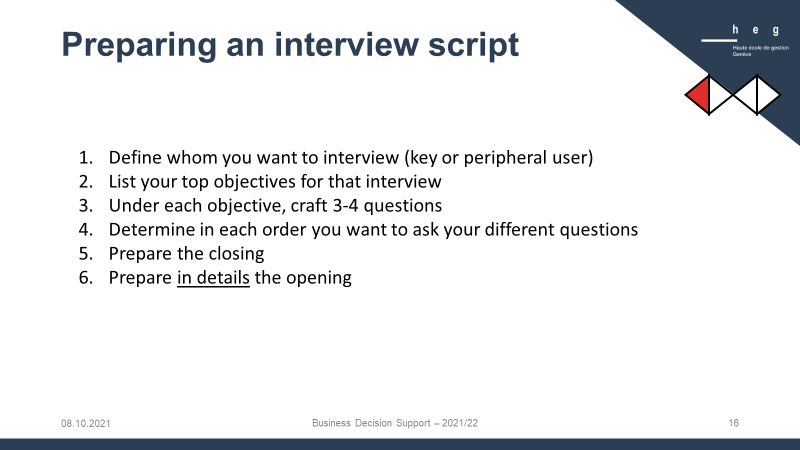 Preparing an interview script
h e g
Haute école de gestion
Genève
1. Define whom you want to interview (key or peripheral user)
2. List your top objectives for that interview
3. Under each objective, craft 3-4 questions
4. Determine in each order you want to ask your different questions
5. Prepare the closing
6. Prepare in details the opening
08.10.2021
Business Decision Support – 2021/22
16